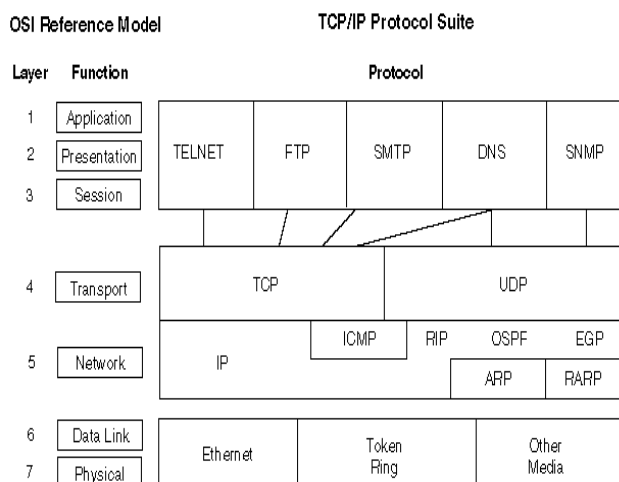 OSI Reference Model
TCP/IP Protocol Suite
Layer Function Protocol
1 Application
2 Presentation
3 Session
TELNET FTP SMTP DNS SNMP
4 Transport
TCP UDP
5 Network
IP ICMP RIP OSPF EGP
ARP RARP
6 Data Link
7 Physical
Ethernet
Token
Ring
Other
Media